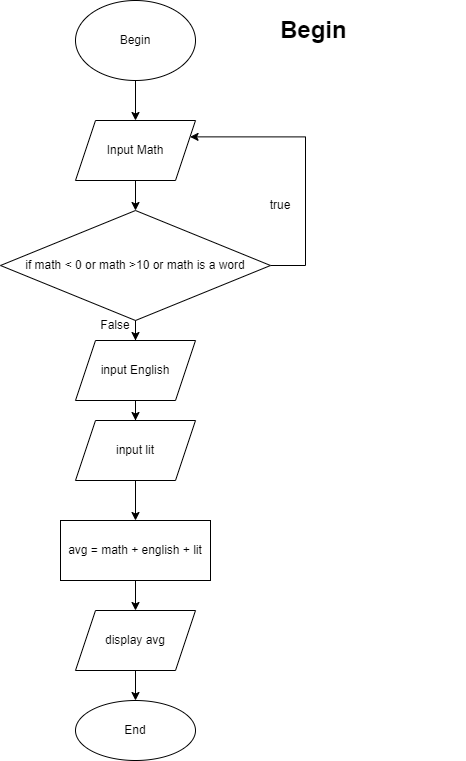 Begin
Begin
Input Math
true
if math < 0 or math >10 or math is a word
False
input English
input lit
avg = math + english + lit
display avg
End